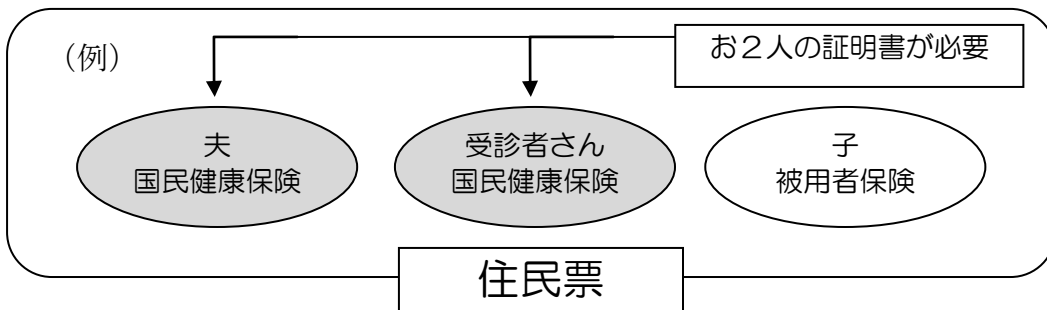 （例）
お２人の証明書が必要
夫
国民健康保険
受診者さん
国民健康保険
子
被用者保険
住民票